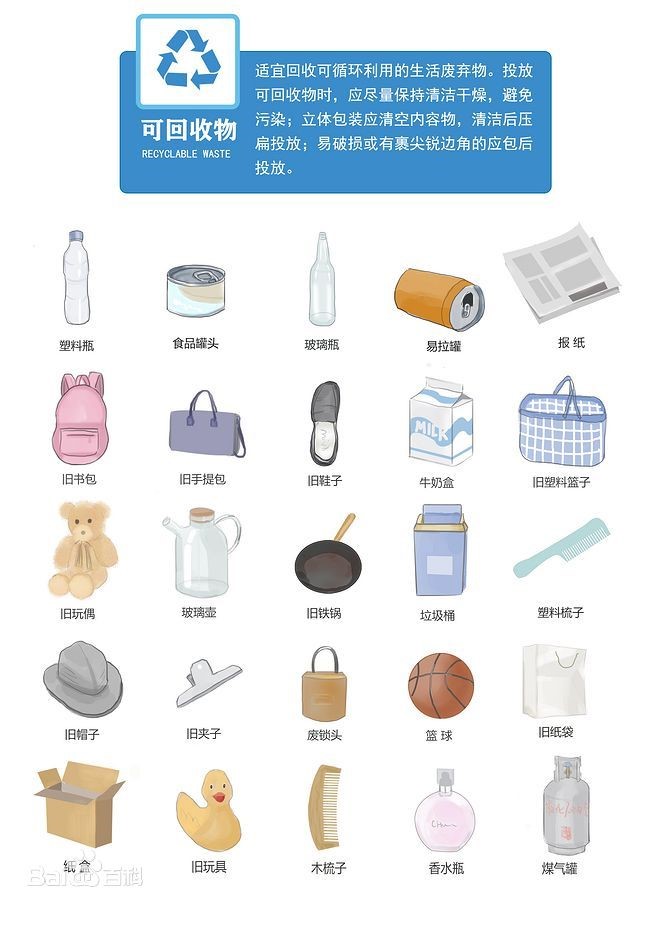 可回收物
RECYCLABLE WASTE
适宜回收可循环利用的生活废弃物。投放
可回收物时，应尽量保持清洁干燥，避免
污染；立体包装应清空内容物，清洁后压
扁投放；易破损或有裹尖锐边角的应包后
投放。
塑料瓶
食品罐头
玻璃瓶
易拉罐
报 纸
MILK
旧书包
旧手提包
旧鞋子
牛奶盒
旧塑料篮子
旧玩偶
玻璃壶
旧铁锅
垃圾桶
塑料梳子
旧帽子
旧夹子
废锁头
篮 球
旧纸袋
纸 盒
旧玩具
木梳子
香水瓶
煤气罐
Bai百科